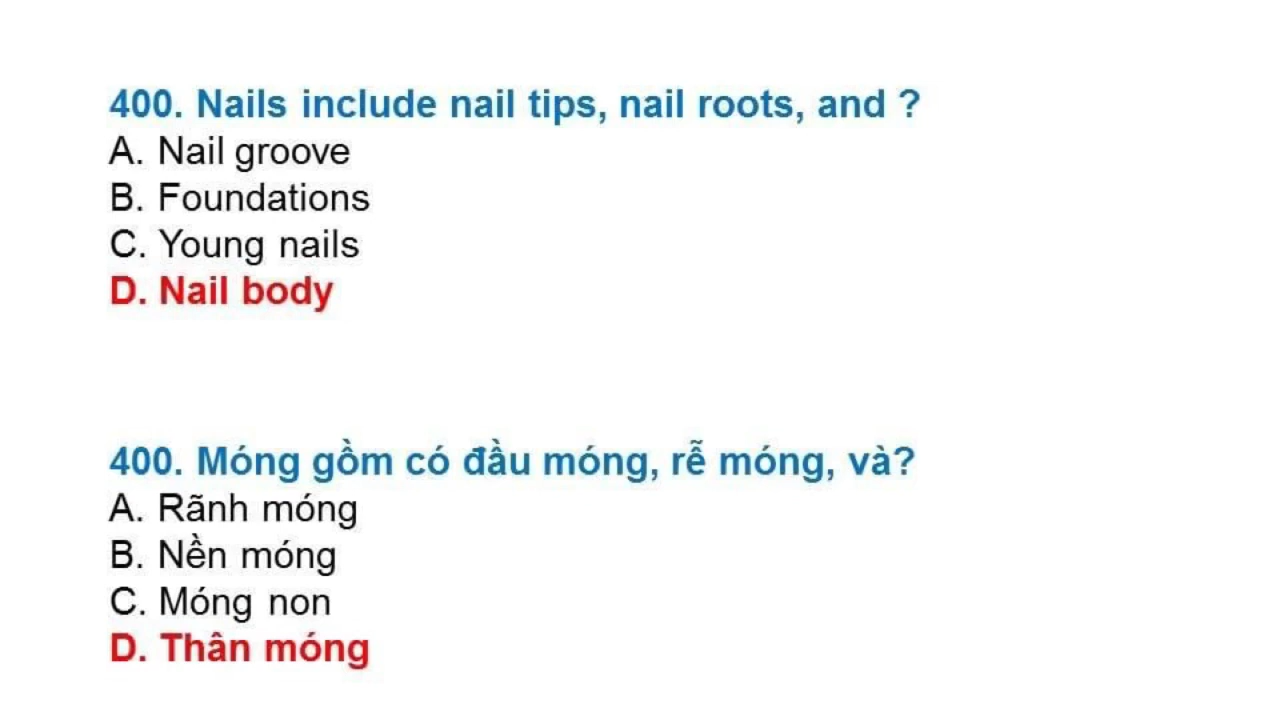 400. Nails include nail tips, nail roots, and ?
A. Nail groove
B. Foundations
C. Young nails
D. Nail body
400. Móng gồm có đầu móng, rễ móng, và?
A. Rãnh móng
B. Nền móng
C. Móng non
D. Thân móng